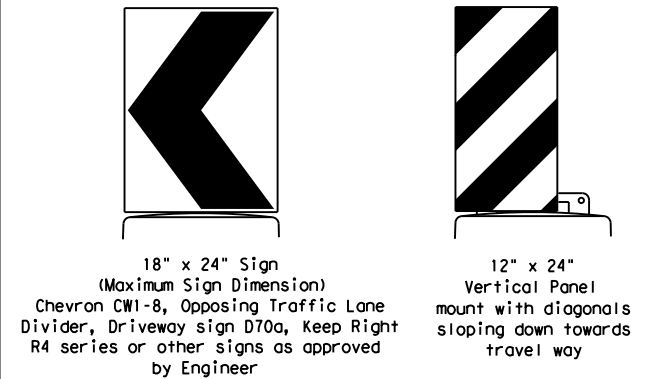 18" x 24" Sign
(Maximum Sign Dimension)
Chevron CW1-8, Opposing Traffic Lane
Divider, Driveway sign D70a, Keep Right
R4 series or other signs as approved
by Engineer
12" x 24"
Vertical Panel
mount with diagonals
sloping down towards
travel way